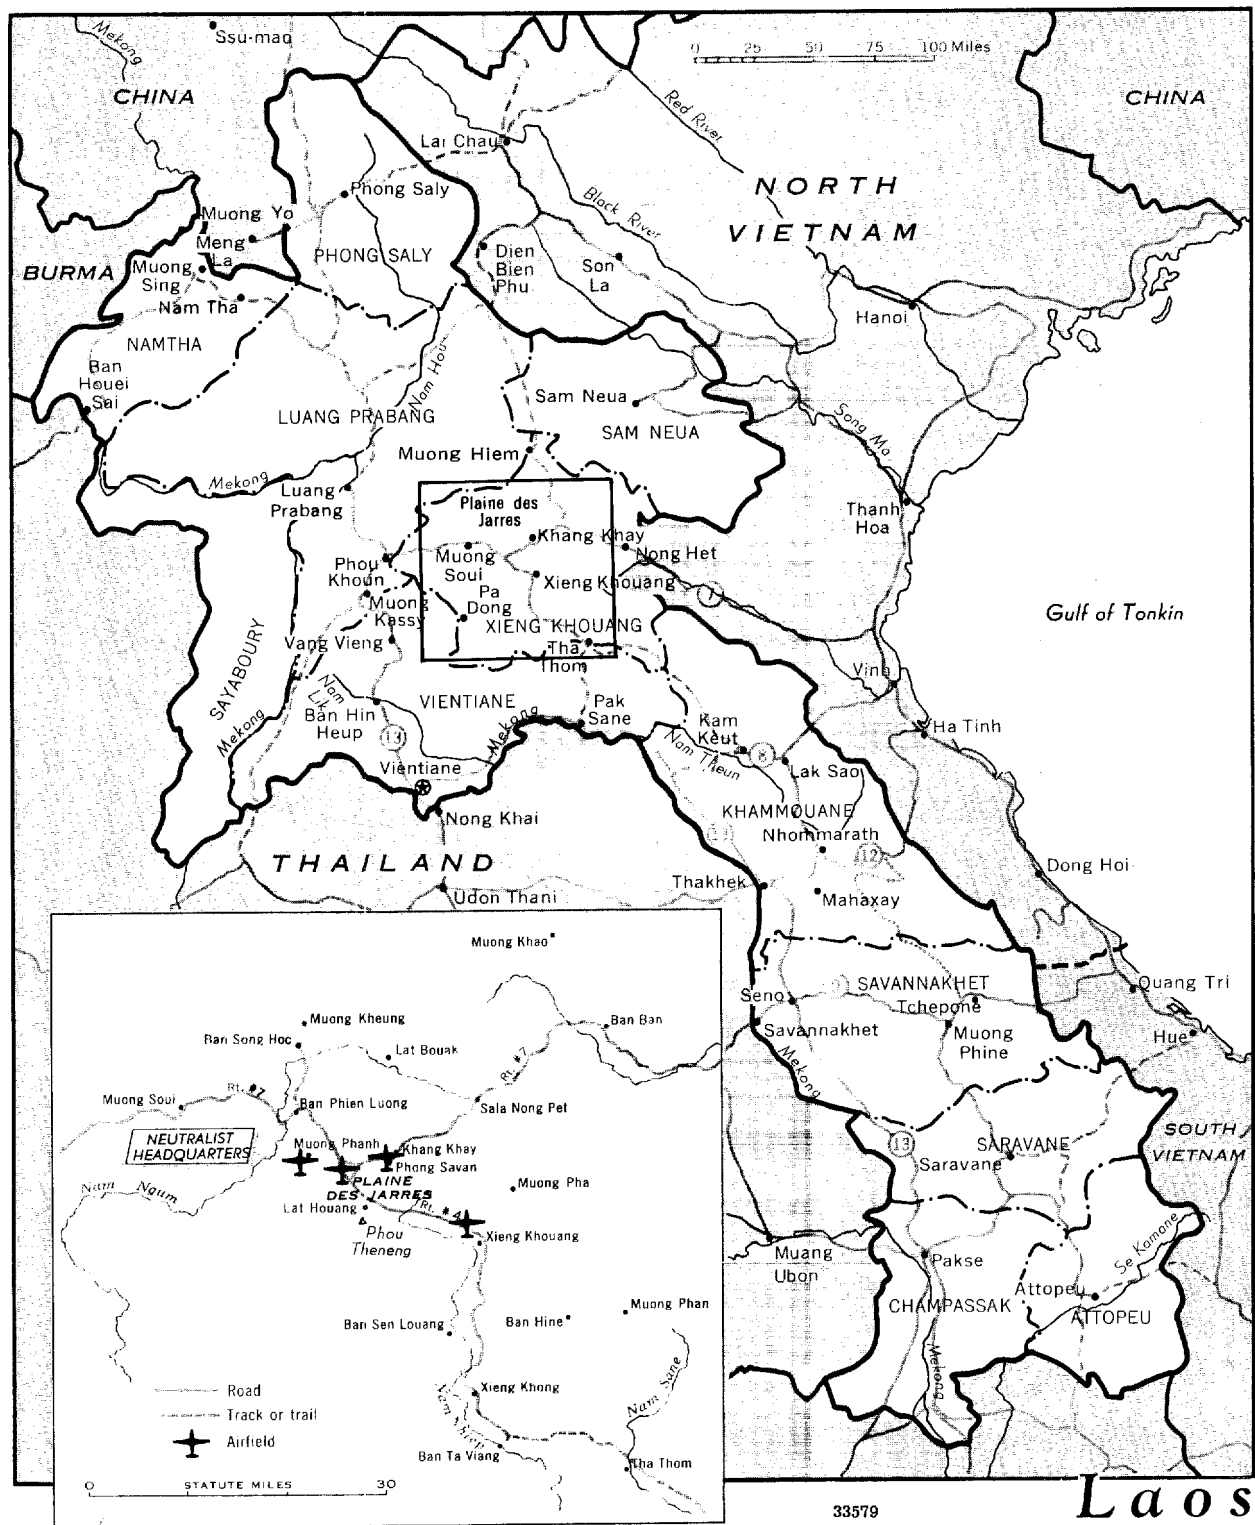 Ssu-mao
0 25 50 75 100 Miles
Mekong
CHINA
CHINA
Red River
Lai Chau
Phong Saly
NORTH
VIETNAM
Black River
Muong Yo
Meng
La
PHONG SALY
Dien
Bien
Phu
Son
La
BURMA
Muong
Sing
Nam Tha
Hanoi
NAMTHA
Ban
Houei
Sai
Nam Hou
Sam Neua
LUANG PRABANG
SAM NEUA
Song Ma
Muong Hiem
Mekong
Luang
Prabang
Plaine des
Jarres
Thanh
Hoa
Khang Khay
Nong Het
Phou
Khoun
Muong
Soui
Xieng Khouang
7
Pa
Dong
Muong
Kassy
XIENG KHOUANG
Gulf of Tonkin
Vang Vieng
Tha
Thom
SAYABOURY
Vinh
Nam
Lik
VIENTIANE
Pak
Sane
Mekong
Ban Hin
Heup
Mekong
Kam
Keut
Ha Tinh
13
Nam Theun
8
Vientiane
Lak Sao
KHAMMOUANE
Nong Khai
Nhommarath
THAILAND
12
Dong Hoi
Thakhek
Udon Thani
Mahaxay
SAVANNAKHET
Seno
9
Tchepone
Quang Tri
Savannakhet
Muong
Phine
Hue
Mekong
SOUTH
VIETNAM
13
SARAVANE
Saravane
Se Kamane
Muang
Ubon
Pakse
Attopeu
CHAMPASSAK
ATTOPEU
Mekong
Muong Khao
Muong Kheung
Ban Ban
Ban Song Hoc
Lat Bouak
Rt. #7
Rt. #7
Muong Soui
Ban Phien Luong
Sala Nong Pet
NEUTRALIST
HEADQUARTERS
Muong Phanh
Khang Khay
Phong Savan
PLAINE
DES JARRES
Nam Ngum
Muong Pha
Lat Houang
Rt. #4
Phou
Theneng
Xieng Khouang
Muong Phan
Ban Sen Louang
Ban Hine
Nam Sane
Road
Xieng Khong
Track or trail
Airfield
Ban Ta Viang
Tha Thom
0 STATUTE MILES 30
33579
Laos